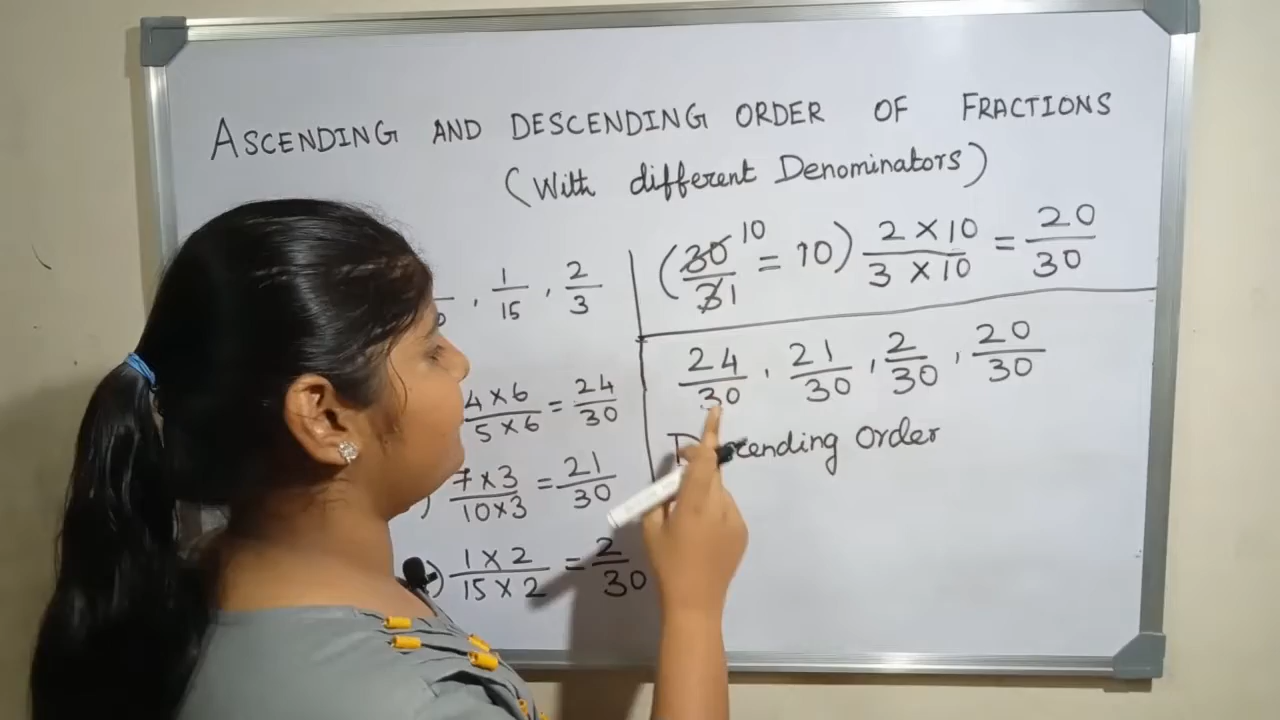 ASCENDING AND DESCENDING ORDER OF FRACTIONS
(With different Denominators)
, 1/15 , 2/3
4 × 6 / 5 × 6 = 24/30
) 7 × 3 / 10 × 3 = 21/30
) 1 × 2 / 15 × 2 = 2/30
(30/3 10/1 = 10) 2 × 10 / 3 × 10 = 20/30
24/30 , 21/30 , 2/30 , 20/30
Order